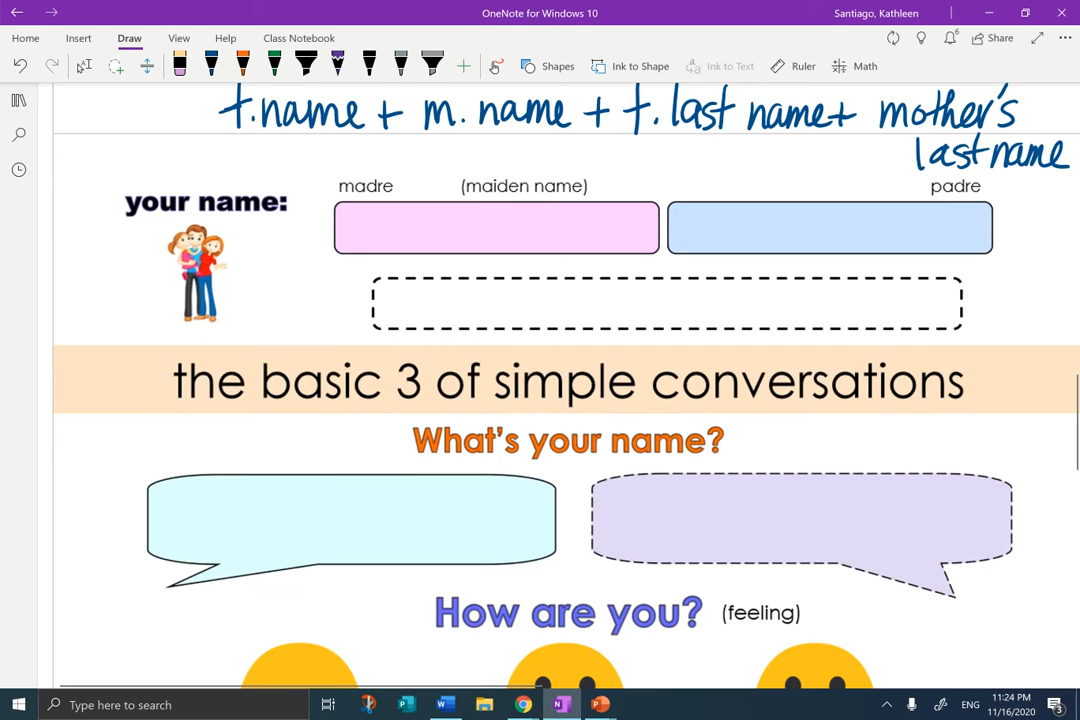 OneNote for Windows 10
Santiago, Kathleen
Home Insert Draw View Help Class Notebook
6
Share
Shapes Ink to Shape Ink to Text Ruler Math
f.name + m. name + f. last name + mother's
last name
madre (maiden name) padre
your name:
the basic 3 of simple conversations
What's your name?
How are you? (feeling)
Type here to search
ENG
11:24 PM
11/16/2020
3